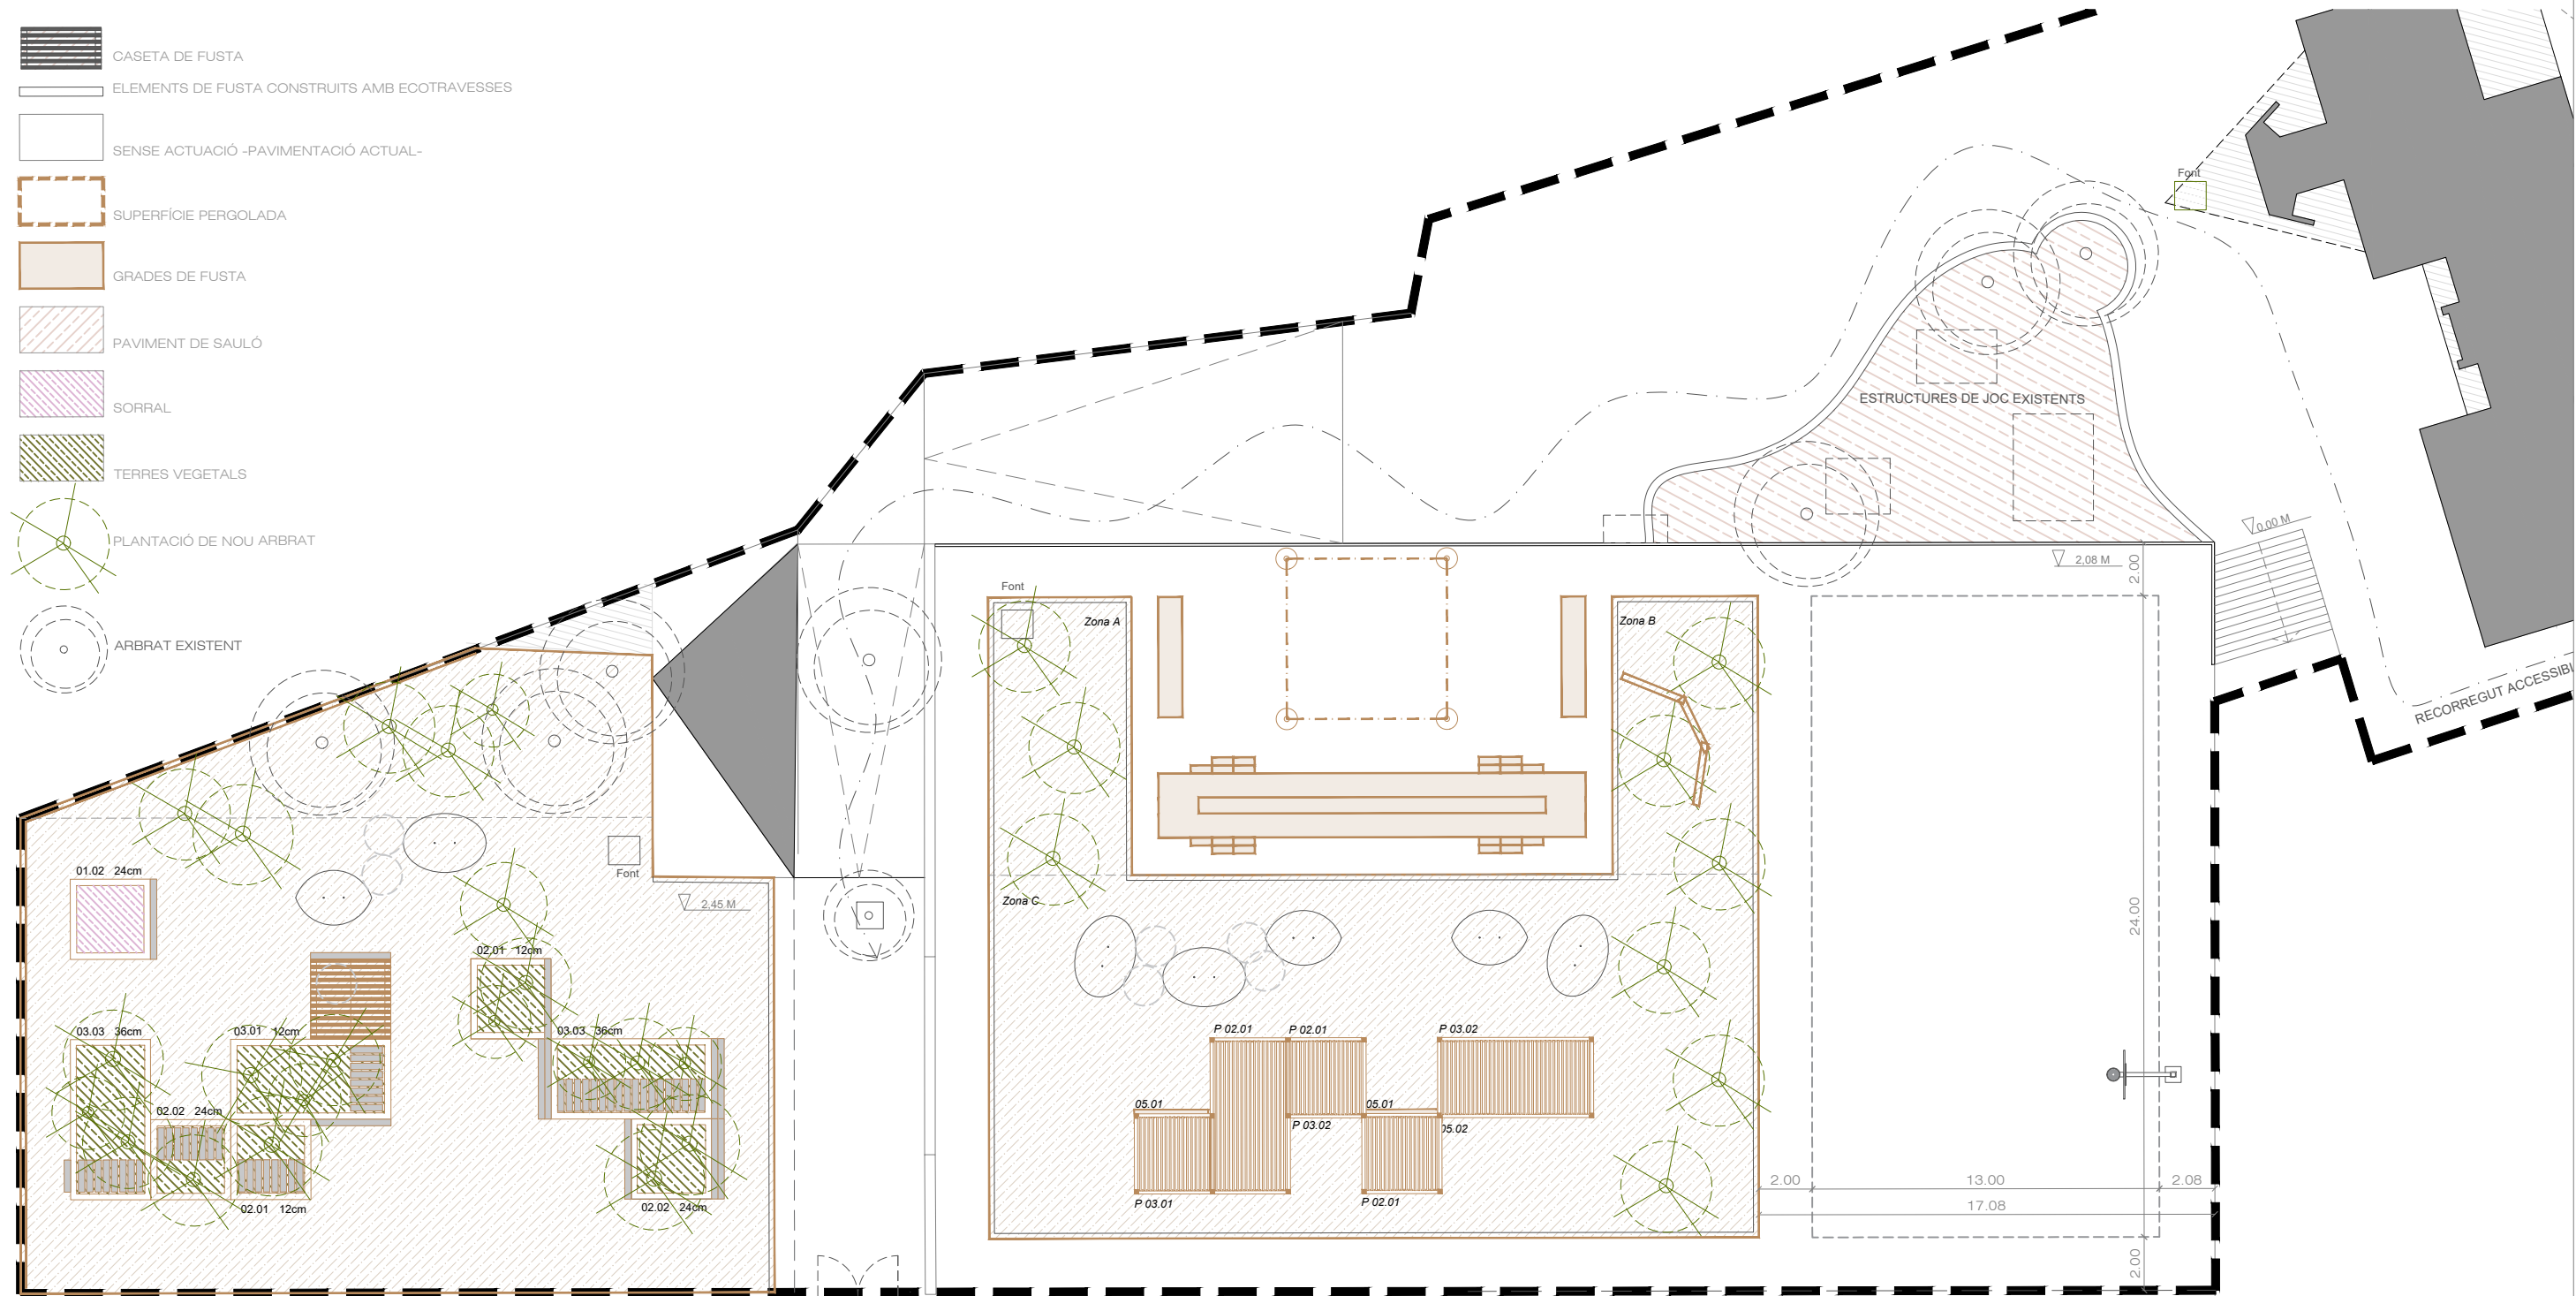 CASETA DE FUSTA
ELEMENTS DE FUSTA CONSTRUITS AMB ECOTRAVESSES
SENSE ACTUACIÓ -PAVIMENTACIÓ ACTUAL-
SUPERFÍCIE PERGOLADA
GRADES DE FUSTA
PAVIMENT DE SAULÓ
SORRAL
TERRES VEGETALS
PLANTACIÓ DE NOU ARBRAT
ARBRAT EXISTENT
Font
ESTRUCTURES DE JOC EXISTENTS
0,00 M
2,08 M
2.00
RECORREGUT ACCESSIBL
Font
Zona A
Zona B
Font
01.02 24cm
2,45 M
Zona C
24.00
02.01 12cm
03.03 36cm
03.01 12cm
03.03 36cm
02.02 24cm
02.01 12cm
02.02 24cm
P 02.01
P 02.01
P 03.02
05.01
05.01
P 03.02
05.02
P 03.01
P 02.01
2.00
13.00
2.08
17.08
2.00